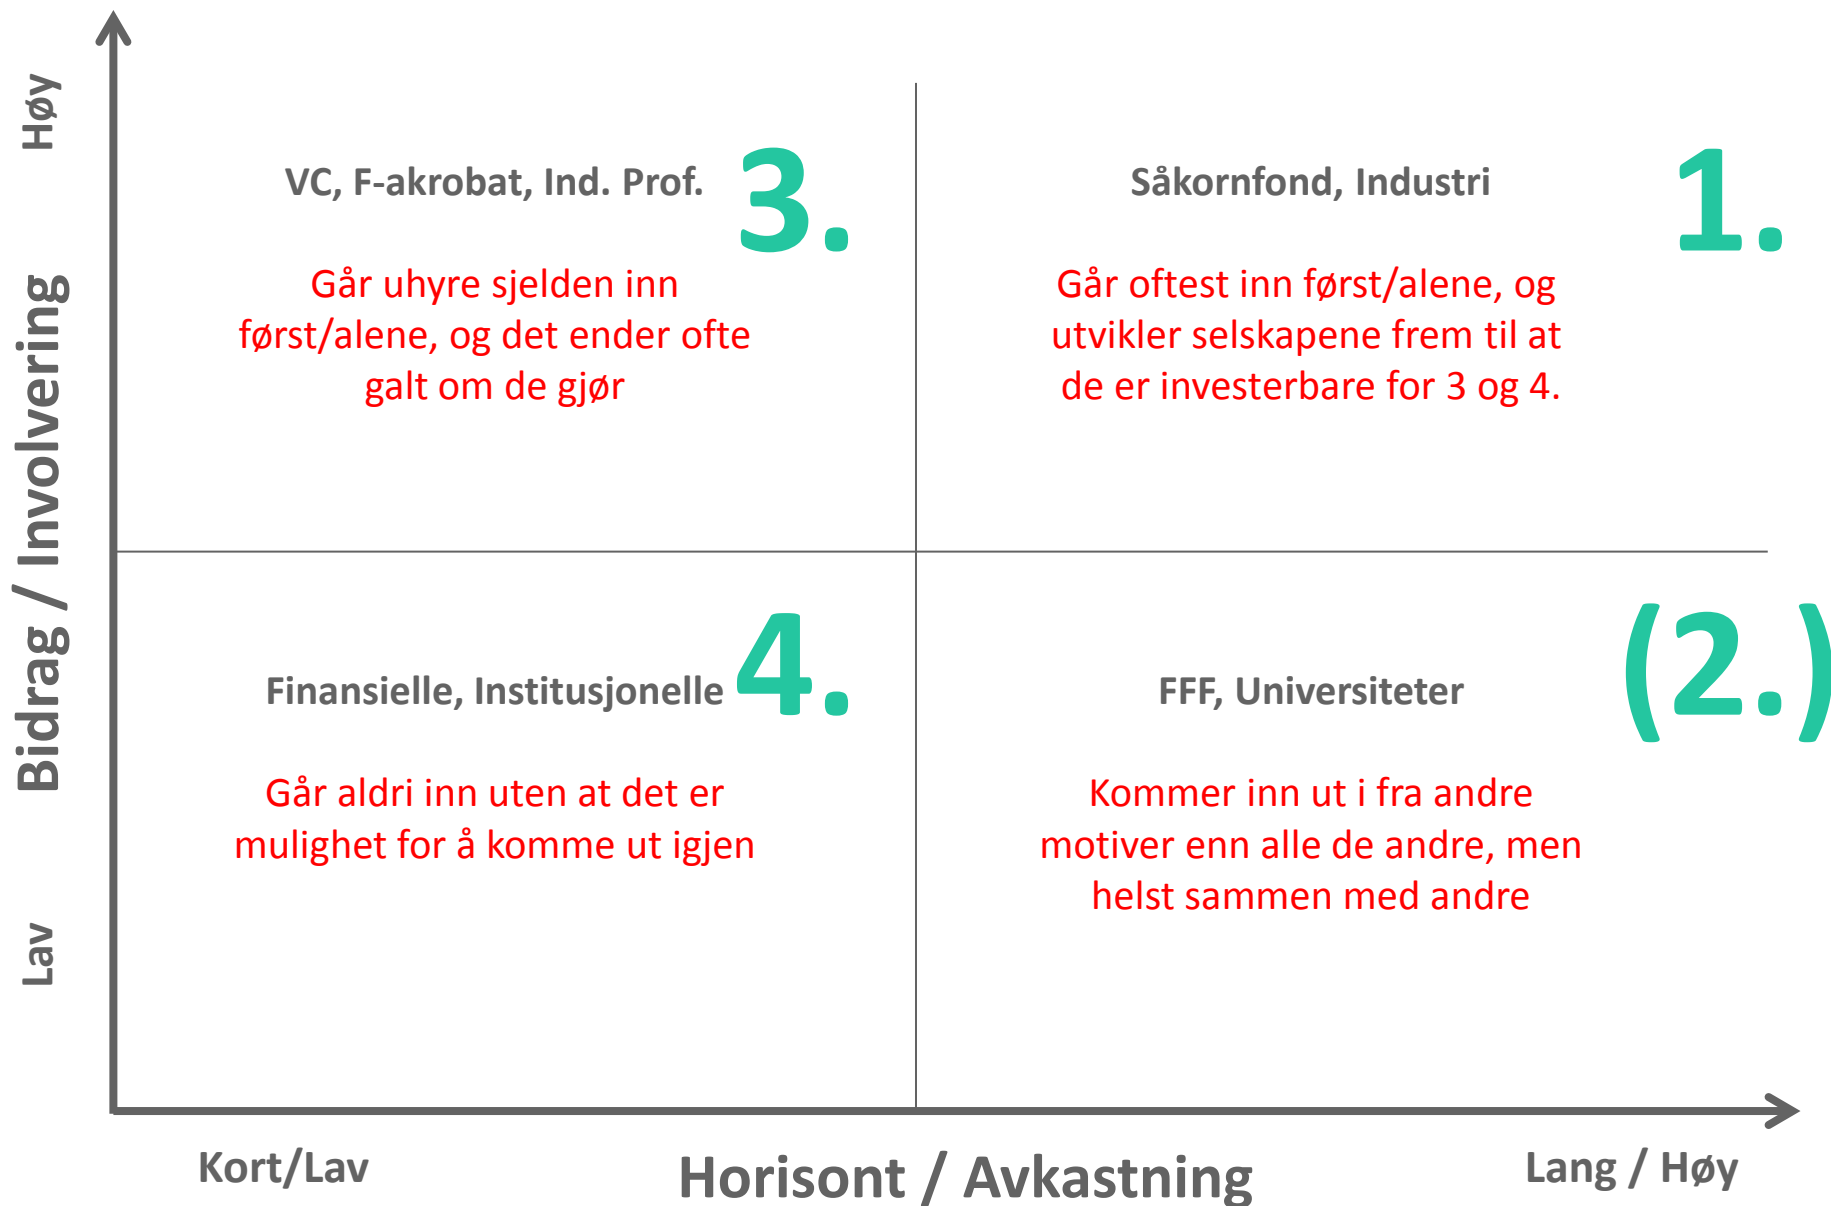 Høy
Bidrag / Involvering
Lav
VC, F-akrobat, Ind. Prof.
3.
Går uhyre sjelden inn
først/alene, og det ender ofte
galt om de gjør
Såkornfond, Industri
1.
Går oftest inn først/alene, og
utvikler selskapene frem til at
de er investerbare for 3 og 4.
Finansielle, Institusjonelle
4.
Går aldri inn uten at det er
mulighet for å komme ut igjen
FFF, Universiteter
(2.)
Kommer inn ut i fra andre
motiver enn alle de andre, men
helst sammen med andre
Kort/Lav
Horisont / Avkastning
Lang / Høy